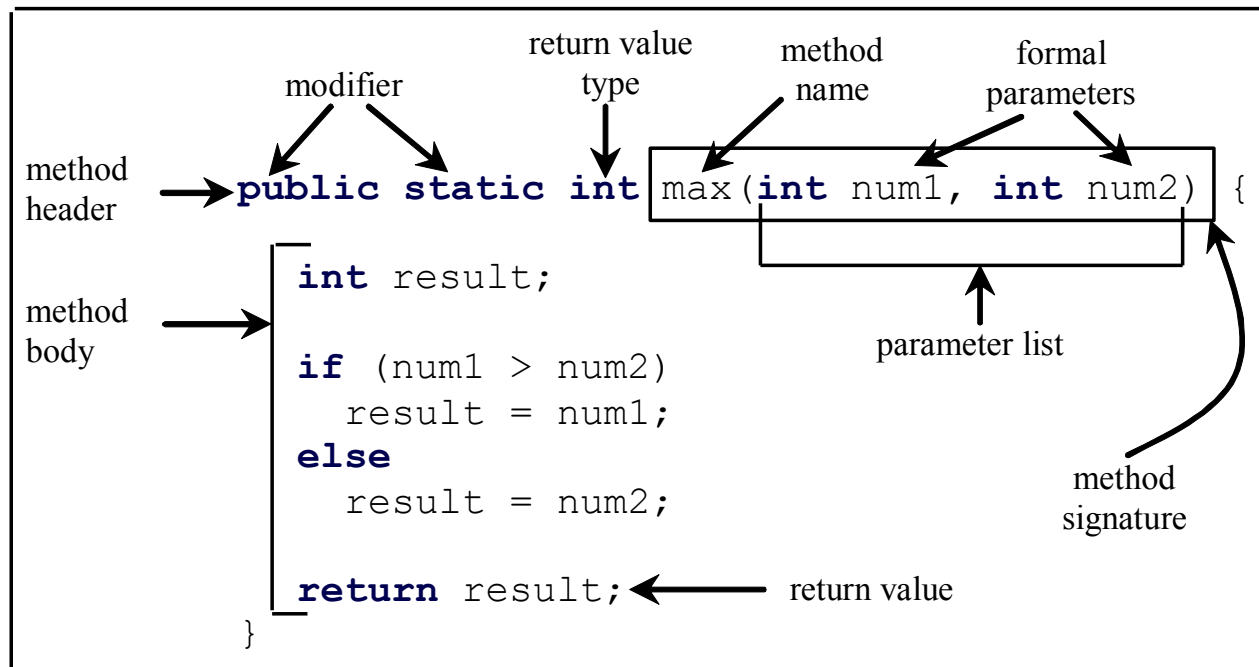 return value
type
method
name
formal
parameters
modifier
method
header
public static int max(int num1, int num2) {
int result;
method
body
parameter list
if (num1 > num2)
result = num1;
else
result = num2;
method
signature
return result;
return value
}